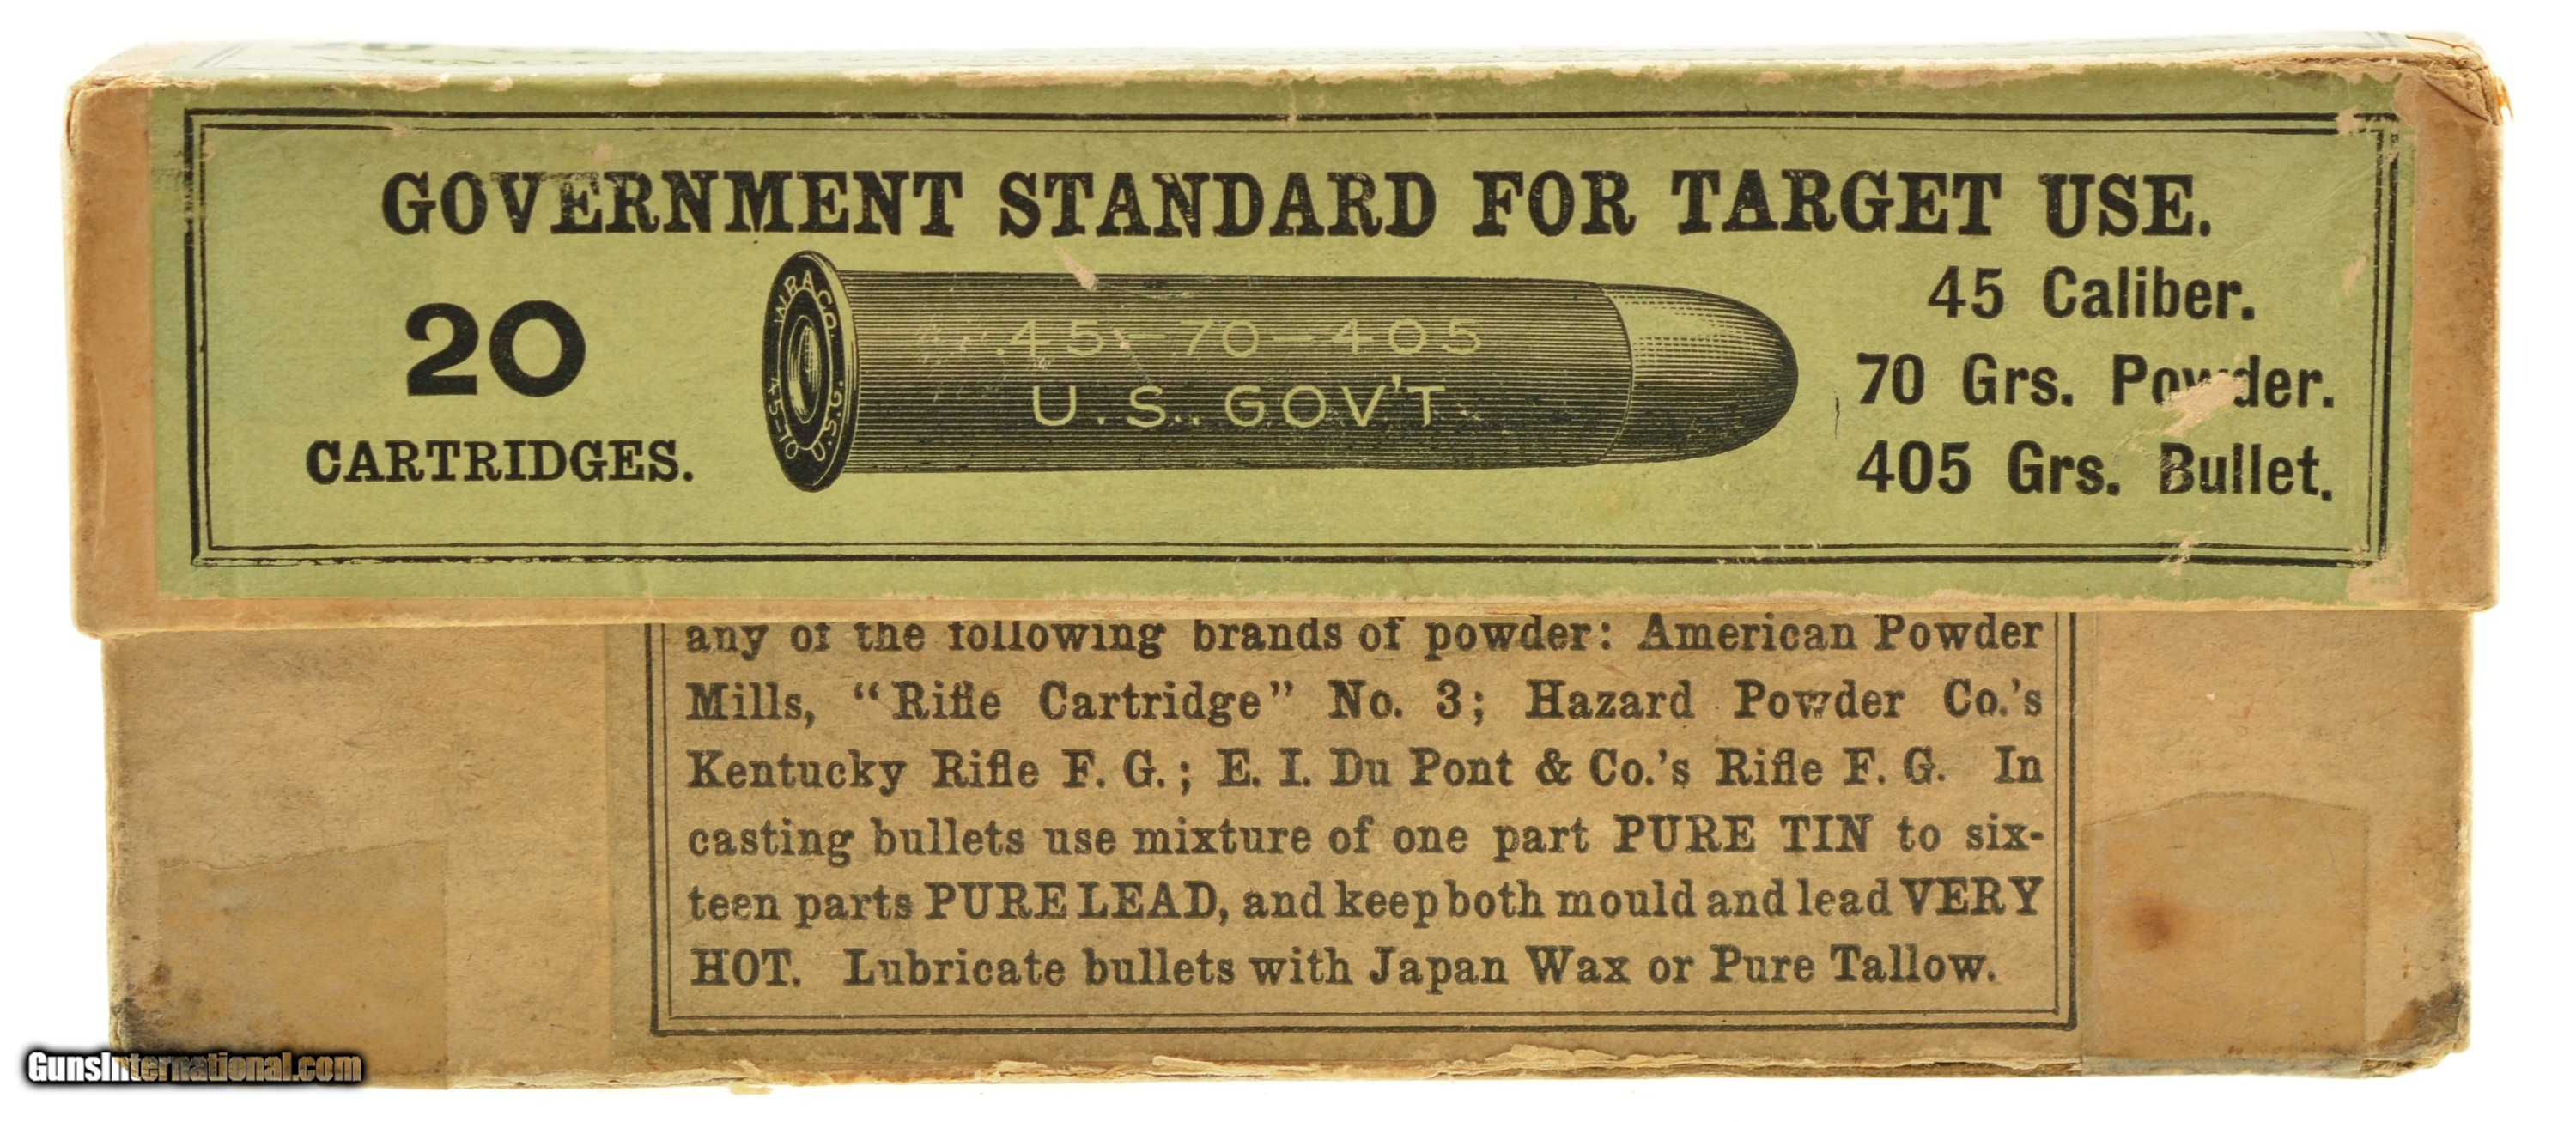 GOVERNMENT STANDARD FOR TARGET USE.
20
CARTRIDGES.
W.R.A.CO.
45-70 U.S.G.
.45-70-405
U.S. GOV'T
45 Caliber.
70 Grs. Powder.
405 Grs. Bullet.
any of the following brands of powder: American Powder
Mills, "Rifle Cartridge" No. 3; Hazard Powder Co.'s
Kentucky Rifle F. G.; E. I. Du Pont & Co.'s Rifle F. G. In
casting bullets use mixture of one part PURE TIN to six-
teen parts PURE LEAD, and keep both mould and lead VERY
HOT. Lubricate bullets with Japan Wax or Pure Tallow.
GunsInternational.com